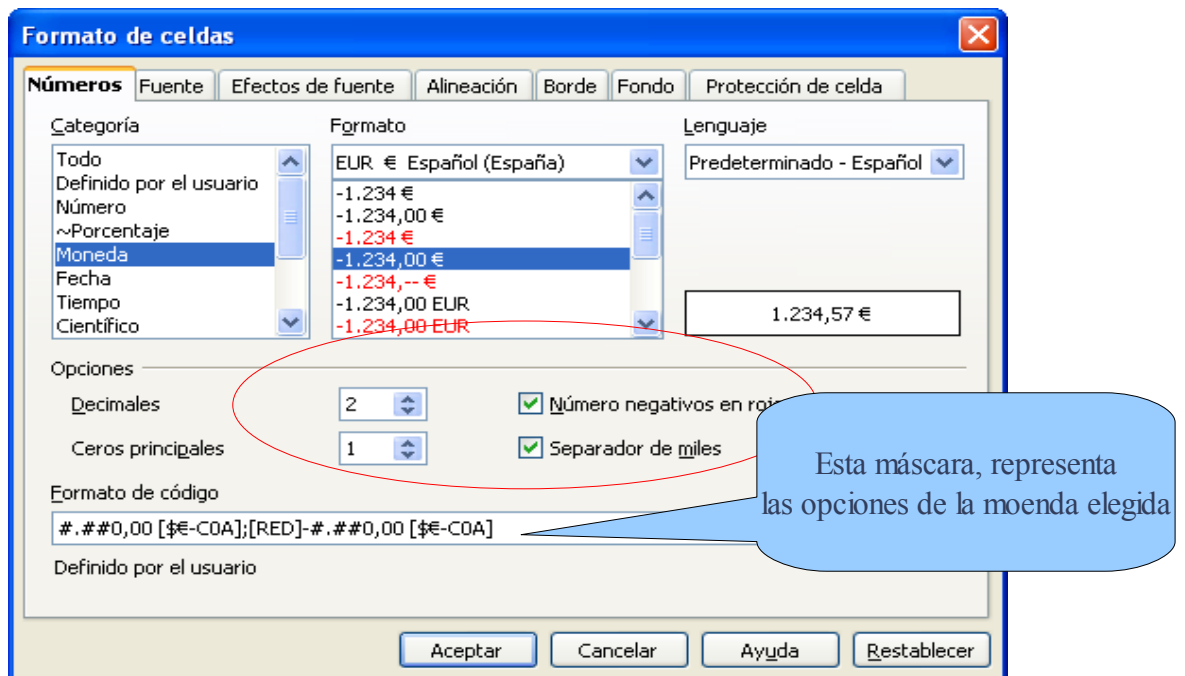 Formato de celdas
Números Fuente Efectos de fuente Alineación Borde Fondo Protección de celda
Categoría
Todo
Definido por el usuario
Número
~Porcentaje
Moneda
Fecha
Tiempo
Científico
Formato
EUR € Español (España)
-1.234 €
-1.234,00 €
-1.234 €
-1.234,00 €
-1.234,-- €
-1.234,00 EUR
-1.234,00 EUR
Lenguaje
Predeterminado - Español
1.234,57 €
Opciones
Decimales 2
Número negativos en rojo
Ceros principales 1
Separador de miles
Formato de código
#.##0,00 [$€-C0A];[RED]-#.##0,00 [$€-C0A]
Definido por el usuario
Esta máscara, representa
las opciones de la moenda elegida
Aceptar Cancelar Ayuda Restablecer